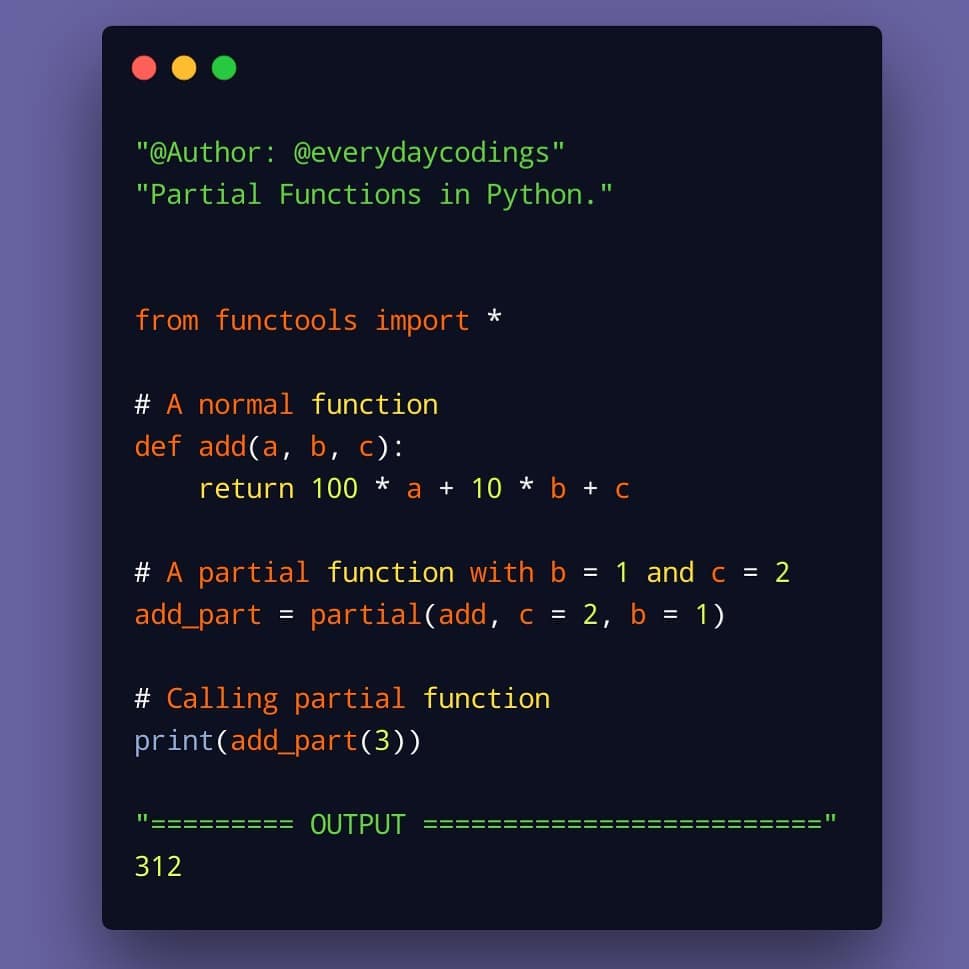 "@Author: @everydaycodings"
"Partial Functions in Python."
from functools import *
# A normal function
def add(a, b, c):
    return 100 * a + 10 * b + c
# A partial function with b = 1 and c = 2
add_part = partial(add, c = 2, b = 1)
# Calling partial function
print(add_part(3))
"========= OUTPUT ========================="
312